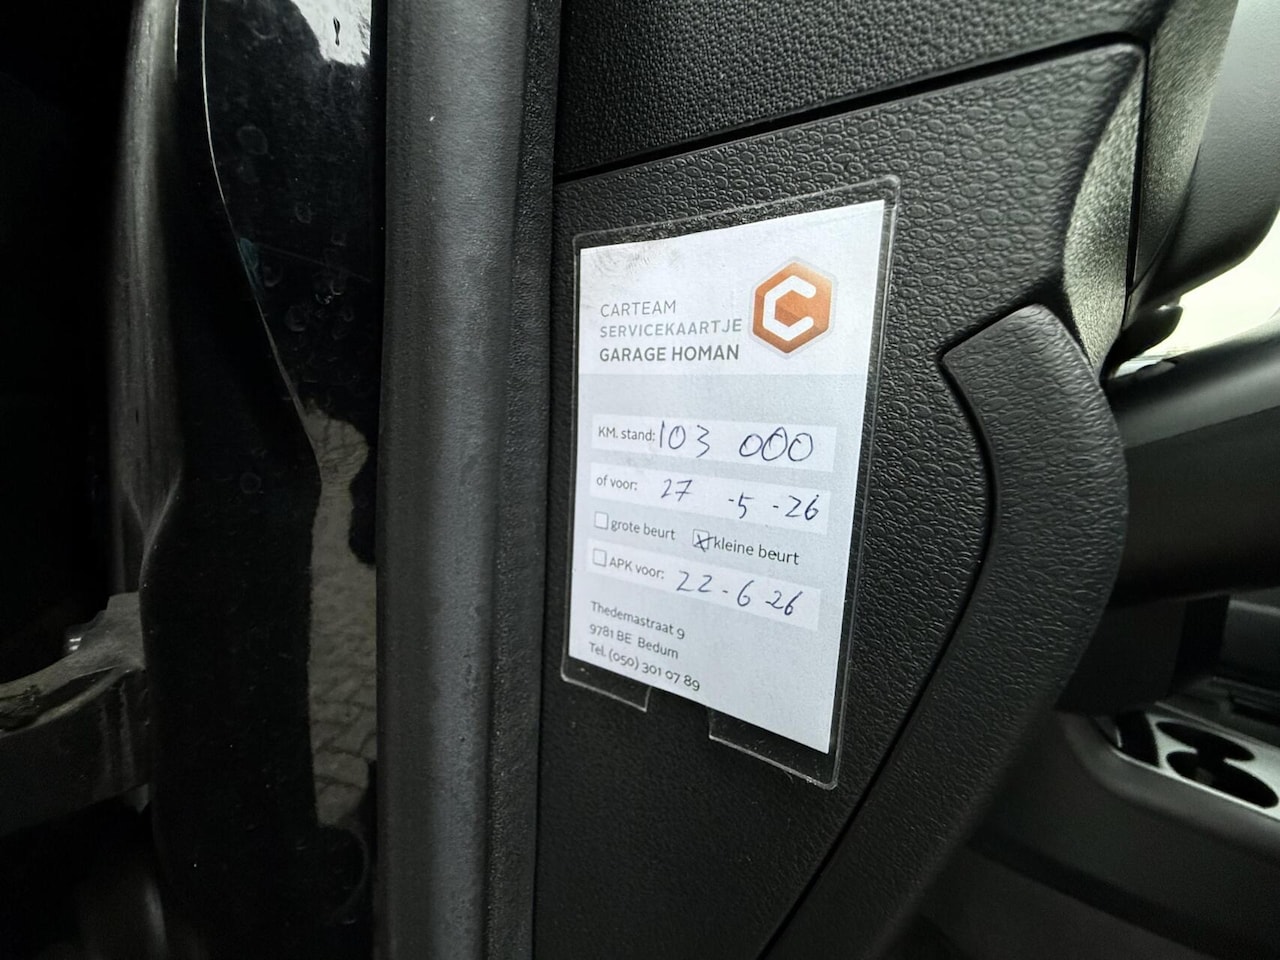 CARTEAM
SERVICEKAARTJE
GARAGE HOMAN
KM. stand: 103 000
of voor: 27 -5 -26
grote beurt kleine beurt
APK voor: 22-6-26
Thedemastraat 9
9781 BE Bedum
Tel. (050) 301 07 89